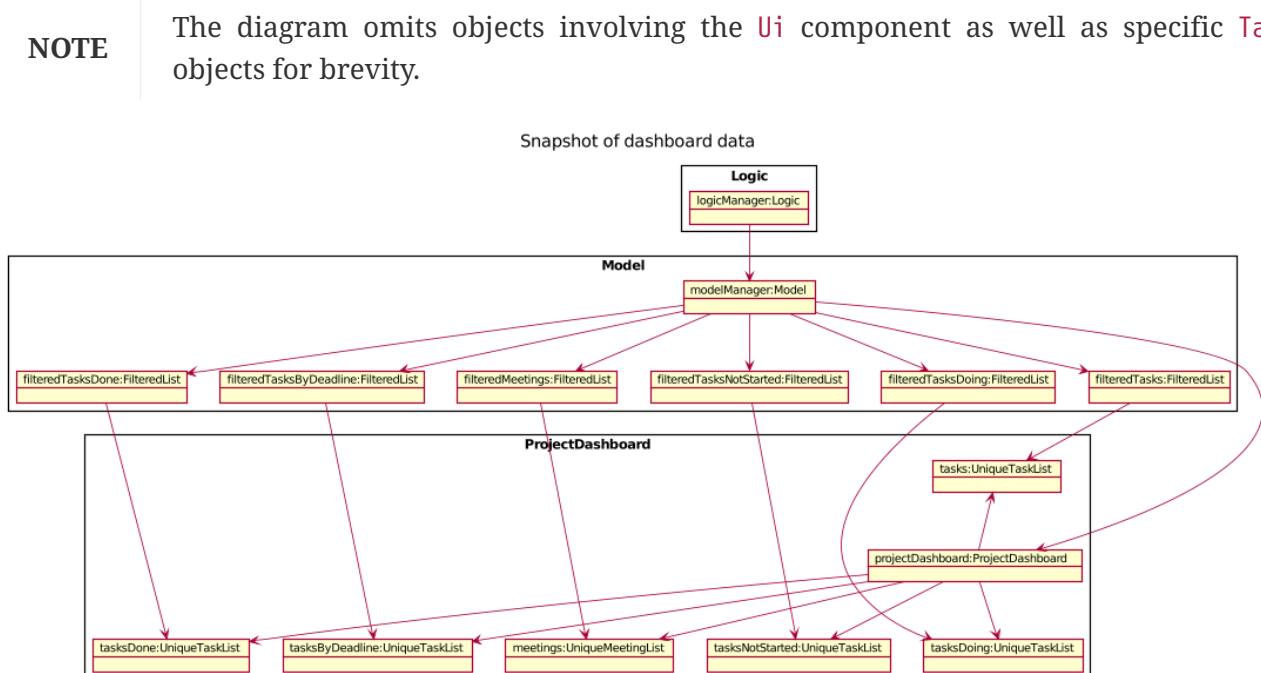 NOTE
The diagram omits objects involving the Ui component as well as specific
objects for brevity.
Snapshot of dashboard data
Logic
logicManager:Logic
Model
modelManager:Model
filteredTasksDone:FilteredList
filteredTasksByDeadline:FilteredList
filteredMeetings:FilteredList
filteredTasksNotStarted:FilteredList
filteredTasksDoing:FilteredList
filteredTasks:FilteredList
ProjectDashboard
tasks:UniqueTaskList
projectDashboard:ProjectDashboard
tasksDone:UniqueTaskList
tasksByDeadline:UniqueTaskList
meetings:UniqueMeetingList
tasksNotStarted:UniqueTaskList
tasksDoing:UniqueTaskList